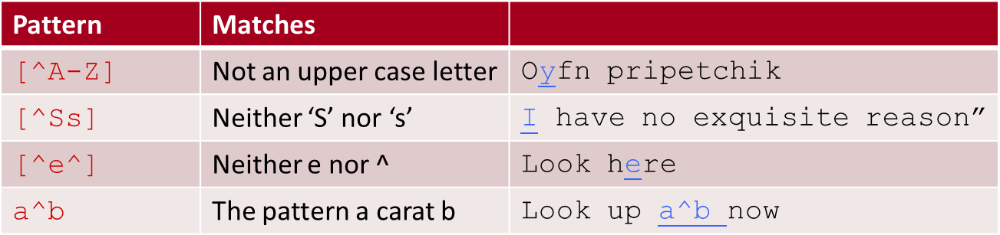 Pattern Matches
[^A-Z] Not an upper case letter Oyfn pripetchik
[^Ss] Neither ‘S’ nor ‘s’ I have no exquisite reason”
[^e^] Neither e nor ^ Look here
a^b The pattern a carat b Look up a^b now